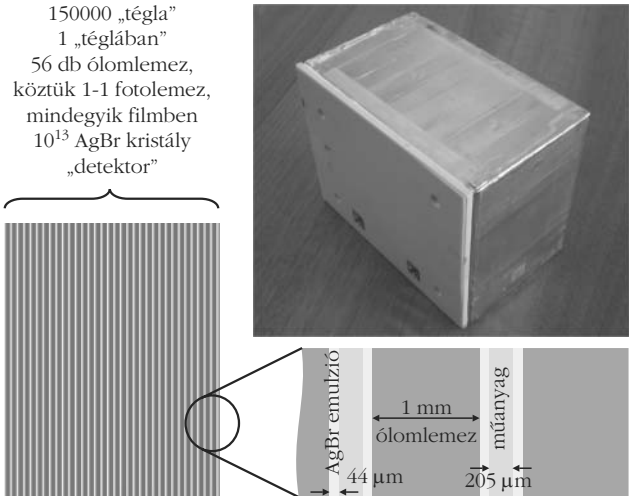 150000 „tégla”
1 „téglában”
56 db ólomlemez,
köztük 1-1 fotolemez,
mindegyik filmben
10¹³ AgBr kristály
„detektor”
AgBr emulzió
1 mm
ólomlemez
műanyag
44 μm
205 μm